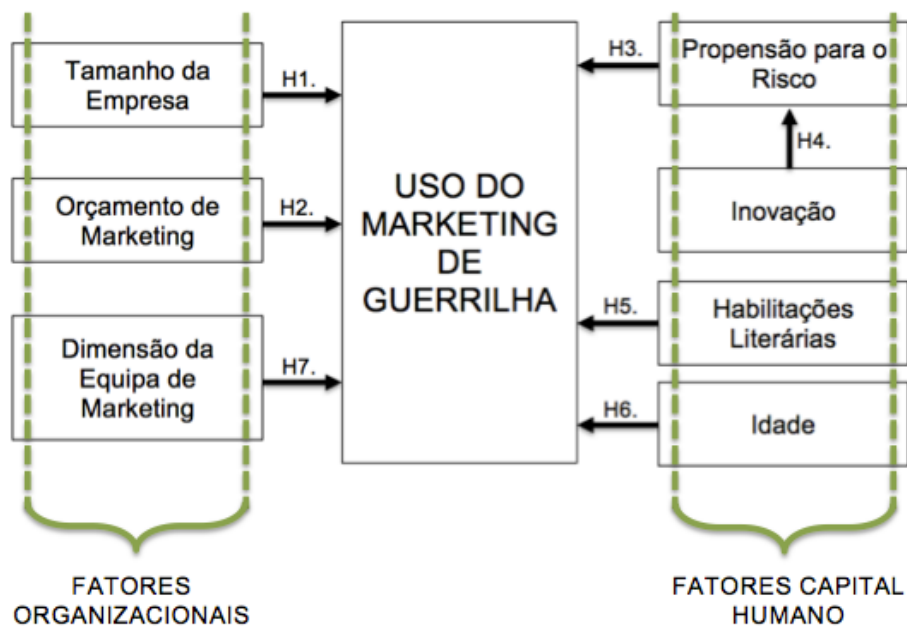 Tamanho da
Empresa
H1.
Orçamento de
Marketing
H2.
Dimensão da
Equipa de
Marketing
H7.
USO DO
MARKETING
DE
GUERRILHA
H3.
Propensão para o
Risco
H4.
Inovação
H5.
Habilitações
Literárias
H6.
Idade
FATORES
ORGANIZACIONAIS
FATORES CAPITAL
HUMANO